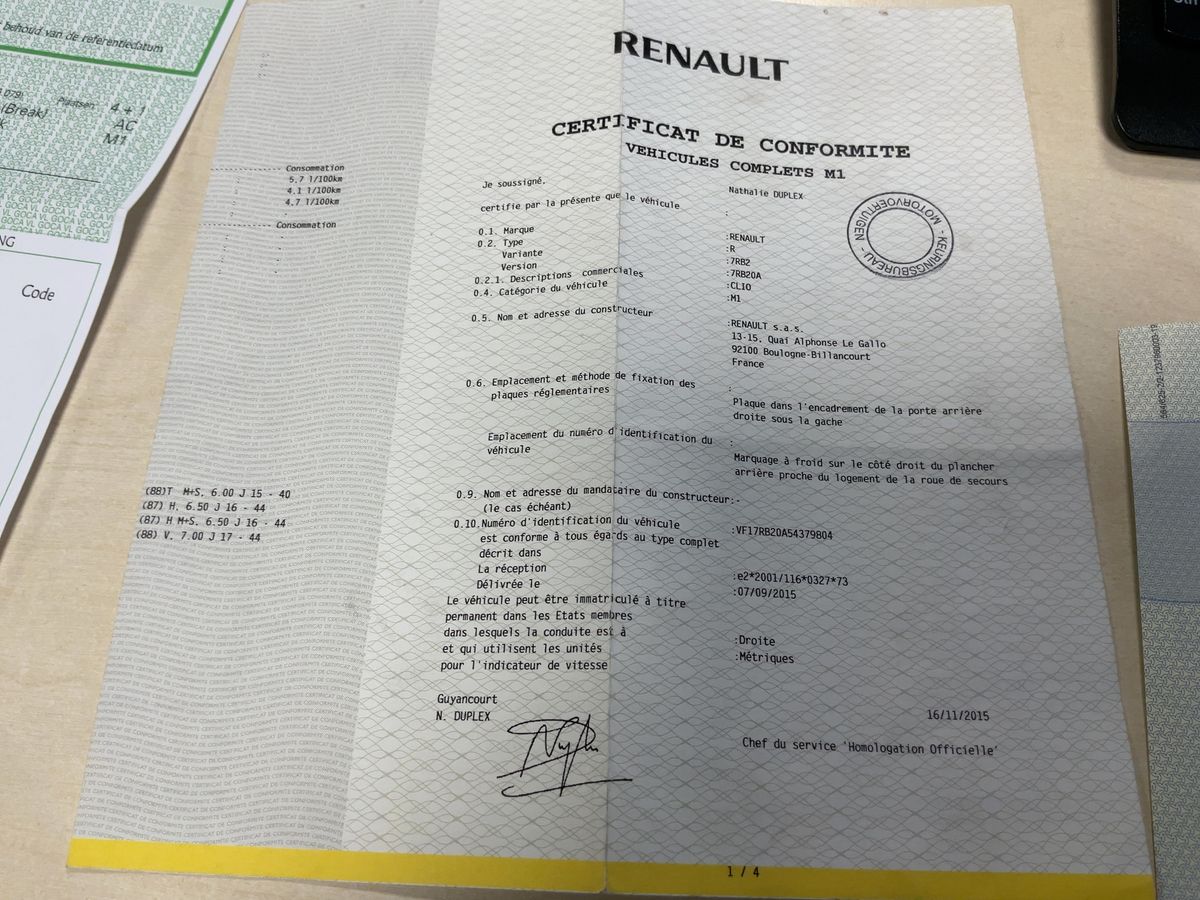 behoud van de referentiedatum
(Break)
Plaatsen: 4 + 1
AC
M1
Code
Consommation
5.7 l/100km
4.1 l/100km
4.7 l/100km
Consommation
(88)T M+S. 6.00 J 15 - 40
(87) H. 6.50 J 16 - 44
(87) H M+S. 6.50 J 16 - 44
(88) V. 7.00 J 17 - 44
RENAULT
CERTIFICAT DE CONFORMITE
VEHICULES COMPLETS M1
Je soussigné. Nathalie DUPLEX
certifie par la présente que le véhicule :
KEURINGSBUREAU - MOTORVOERTUIGEN -
0.1. Marque :RENAULT
0.2. Type :R
Variante :7RB2
Version :7RB20A
0.2.1. Descriptions commerciales :CLIO
0.4. Catégorie du véhicule :M1
0.5. Nom et adresse du constructeur :RENAULT s.a.s.
13-15, Quai Alphonse Le Gallo
92100 Boulogne-Billancourt
France
0.6. Emplacement et méthode de fixation des :
plaques réglementaires Plaque dans l'encadrement de la porte arrière
droite sous la gache
Emplacement du numéro d'identification du :
véhicule Marquage à froid sur le côté droit du plancher
arrière proche du logement de la roue de secours
0.9. Nom et adresse du mandataire du constructeur:-
(le cas échéant)
0.10.Numéro d'identification du véhicule :VF17RB20A54379804
est conforme à tous égards au type complet
décrit dans
La réception :e2*2001/116*0327*73
Délivrée le :07/09/2015
Le véhicule peut être immatriculé à titre
permanent dans les Etats membres
dans lesquels la conduite est à :Droite
et qui utilisent les unités :Métriques
pour l'indicateur de vitesse
Guyancourt
N. DUPLEX 16/11/2015
Chef du service 'Homologation Officielle'
1 / 4